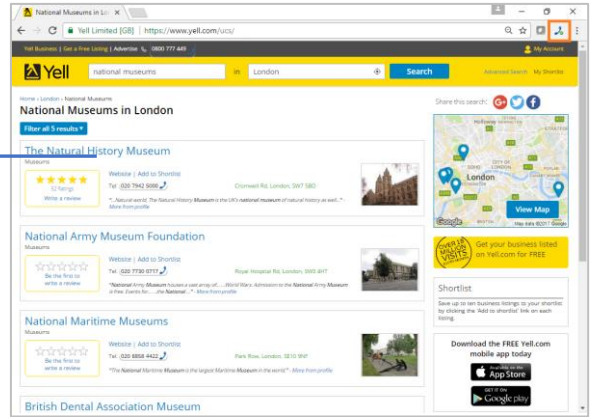 National Museums in Lo
Yell Limited [GB] | https://www.yell.com/ucs/
Yell Business | Get a Free Listing | Advertise 0800 777 449
My Account
Yell
national museums
in
London
Search
Advanced Search My Shortlist
Home › London › National Museums
National Museums in London
Filter all 5 results
Share this search:
The Natural History Museum
Museums
Website | Add to Shortlist
Tel: 020 7942 5000
Cromwell Rd, London, SW7 5BD
12 Ratings
Write a review
"...Natural world. The Natural History Museum is the UK's national museum of natural history as well..." -
More from profile
London
View Map
Google
National Army Museum Foundation
Museums
Website | Add to Shortlist
Tel: 020 7730 0717
Royal Hospital Rd, London, SW3 4HT
Be the first to
write a review
"National Army Museum houses a vast array of......World Wars. Admission to the National Army Museum
is free. Events for......the National..." - More from profile
OVER 18
MILLION
VISITS
Get your business listed
on Yell.com for FREE
Shortlist
Save up to ten business listings to your shortlist
by clicking the 'Add to shortlist' link on each
listing.
National Maritime Museums
Museums
Website | Add to Shortlist
Tel: 020 8858 4422
Park Row, London, SE10 9NF
Be the first to
write a review
"The National Maritime Museum is the largest Maritime Museum in the world." - More from profile
Download the FREE Yell.com
mobile app today
Available on the
App Store
GET IT ON
Google play
British Dental Association Museum